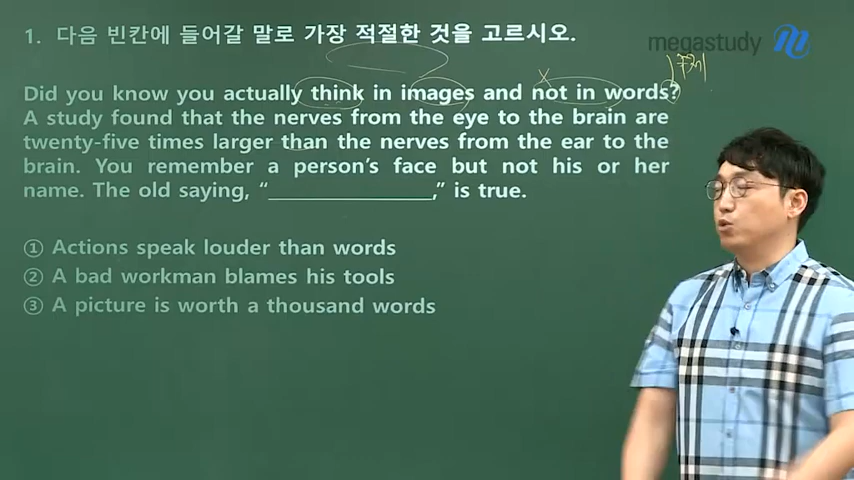 1. 다음 빈칸에 들어갈 말로 가장 적절한 것을 고르시오.
megastudy
Did you know you actually think in images and not in words?
A study found that the nerves from the eye to the brain are
twenty-five times larger than the nerves from the ear to the
brain. You remember a person's face but not his or her
name. The old saying, "________________," is true.
① Actions speak louder than words
② A bad workman blames his tools
③ A picture is worth a thousand words